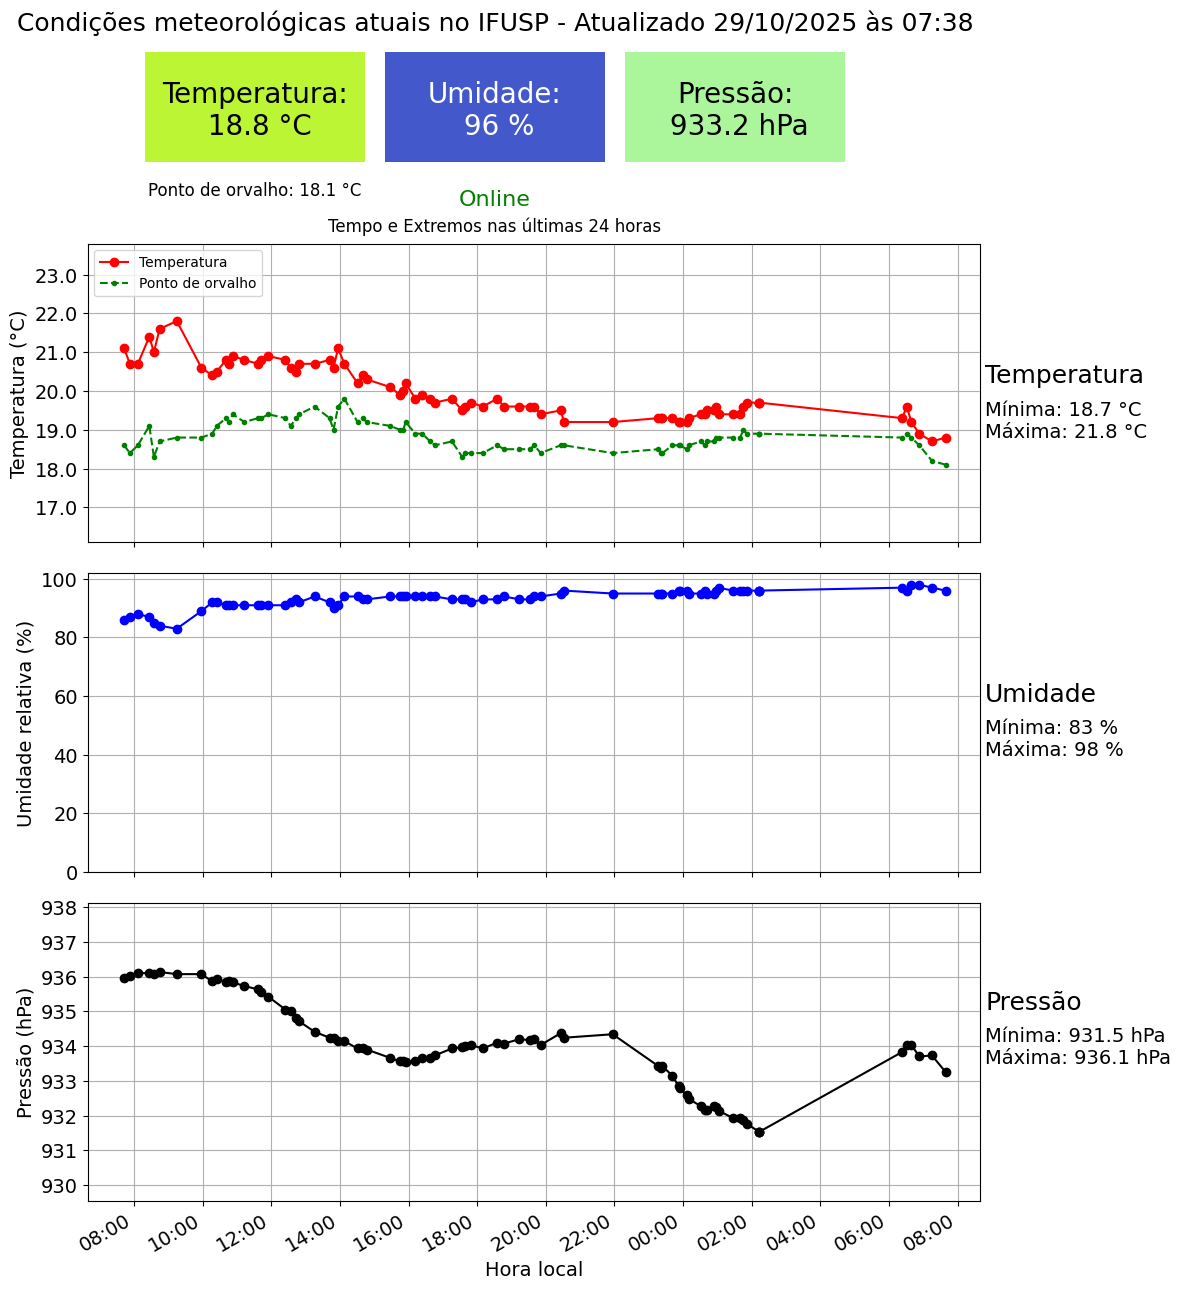 Condições meteorológicas atuais no IFUSP - Atualizado 29/10/2025 às 07:38
Temperatura:
18.8 °C
Umidade:
96 %
Pressão:
933.2 hPa
Ponto de orvalho: 18.1 °C
Online
Tempo e Extremos nas últimas 24 horas
Temperatura
Ponto de orvalho
Temperatura (°C)
23.0
22.0
21.0
20.0
19.0
18.0
17.0
Temperatura
Mínima: 18.7 °C
Máxima: 21.8 °C
Umidade relativa (%)
100
80
60
40
20
0
Umidade
Mínima: 83 %
Máxima: 98 %
Pressão (hPa)
938
937
936
935
934
933
932
931
930
Pressão
Mínima: 931.5 hPa
Máxima: 936.1 hPa
08:00
10:00
12:00
14:00
16:00
18:00
20:00
22:00
00:00
02:00
04:00
06:00
08:00
Hora local